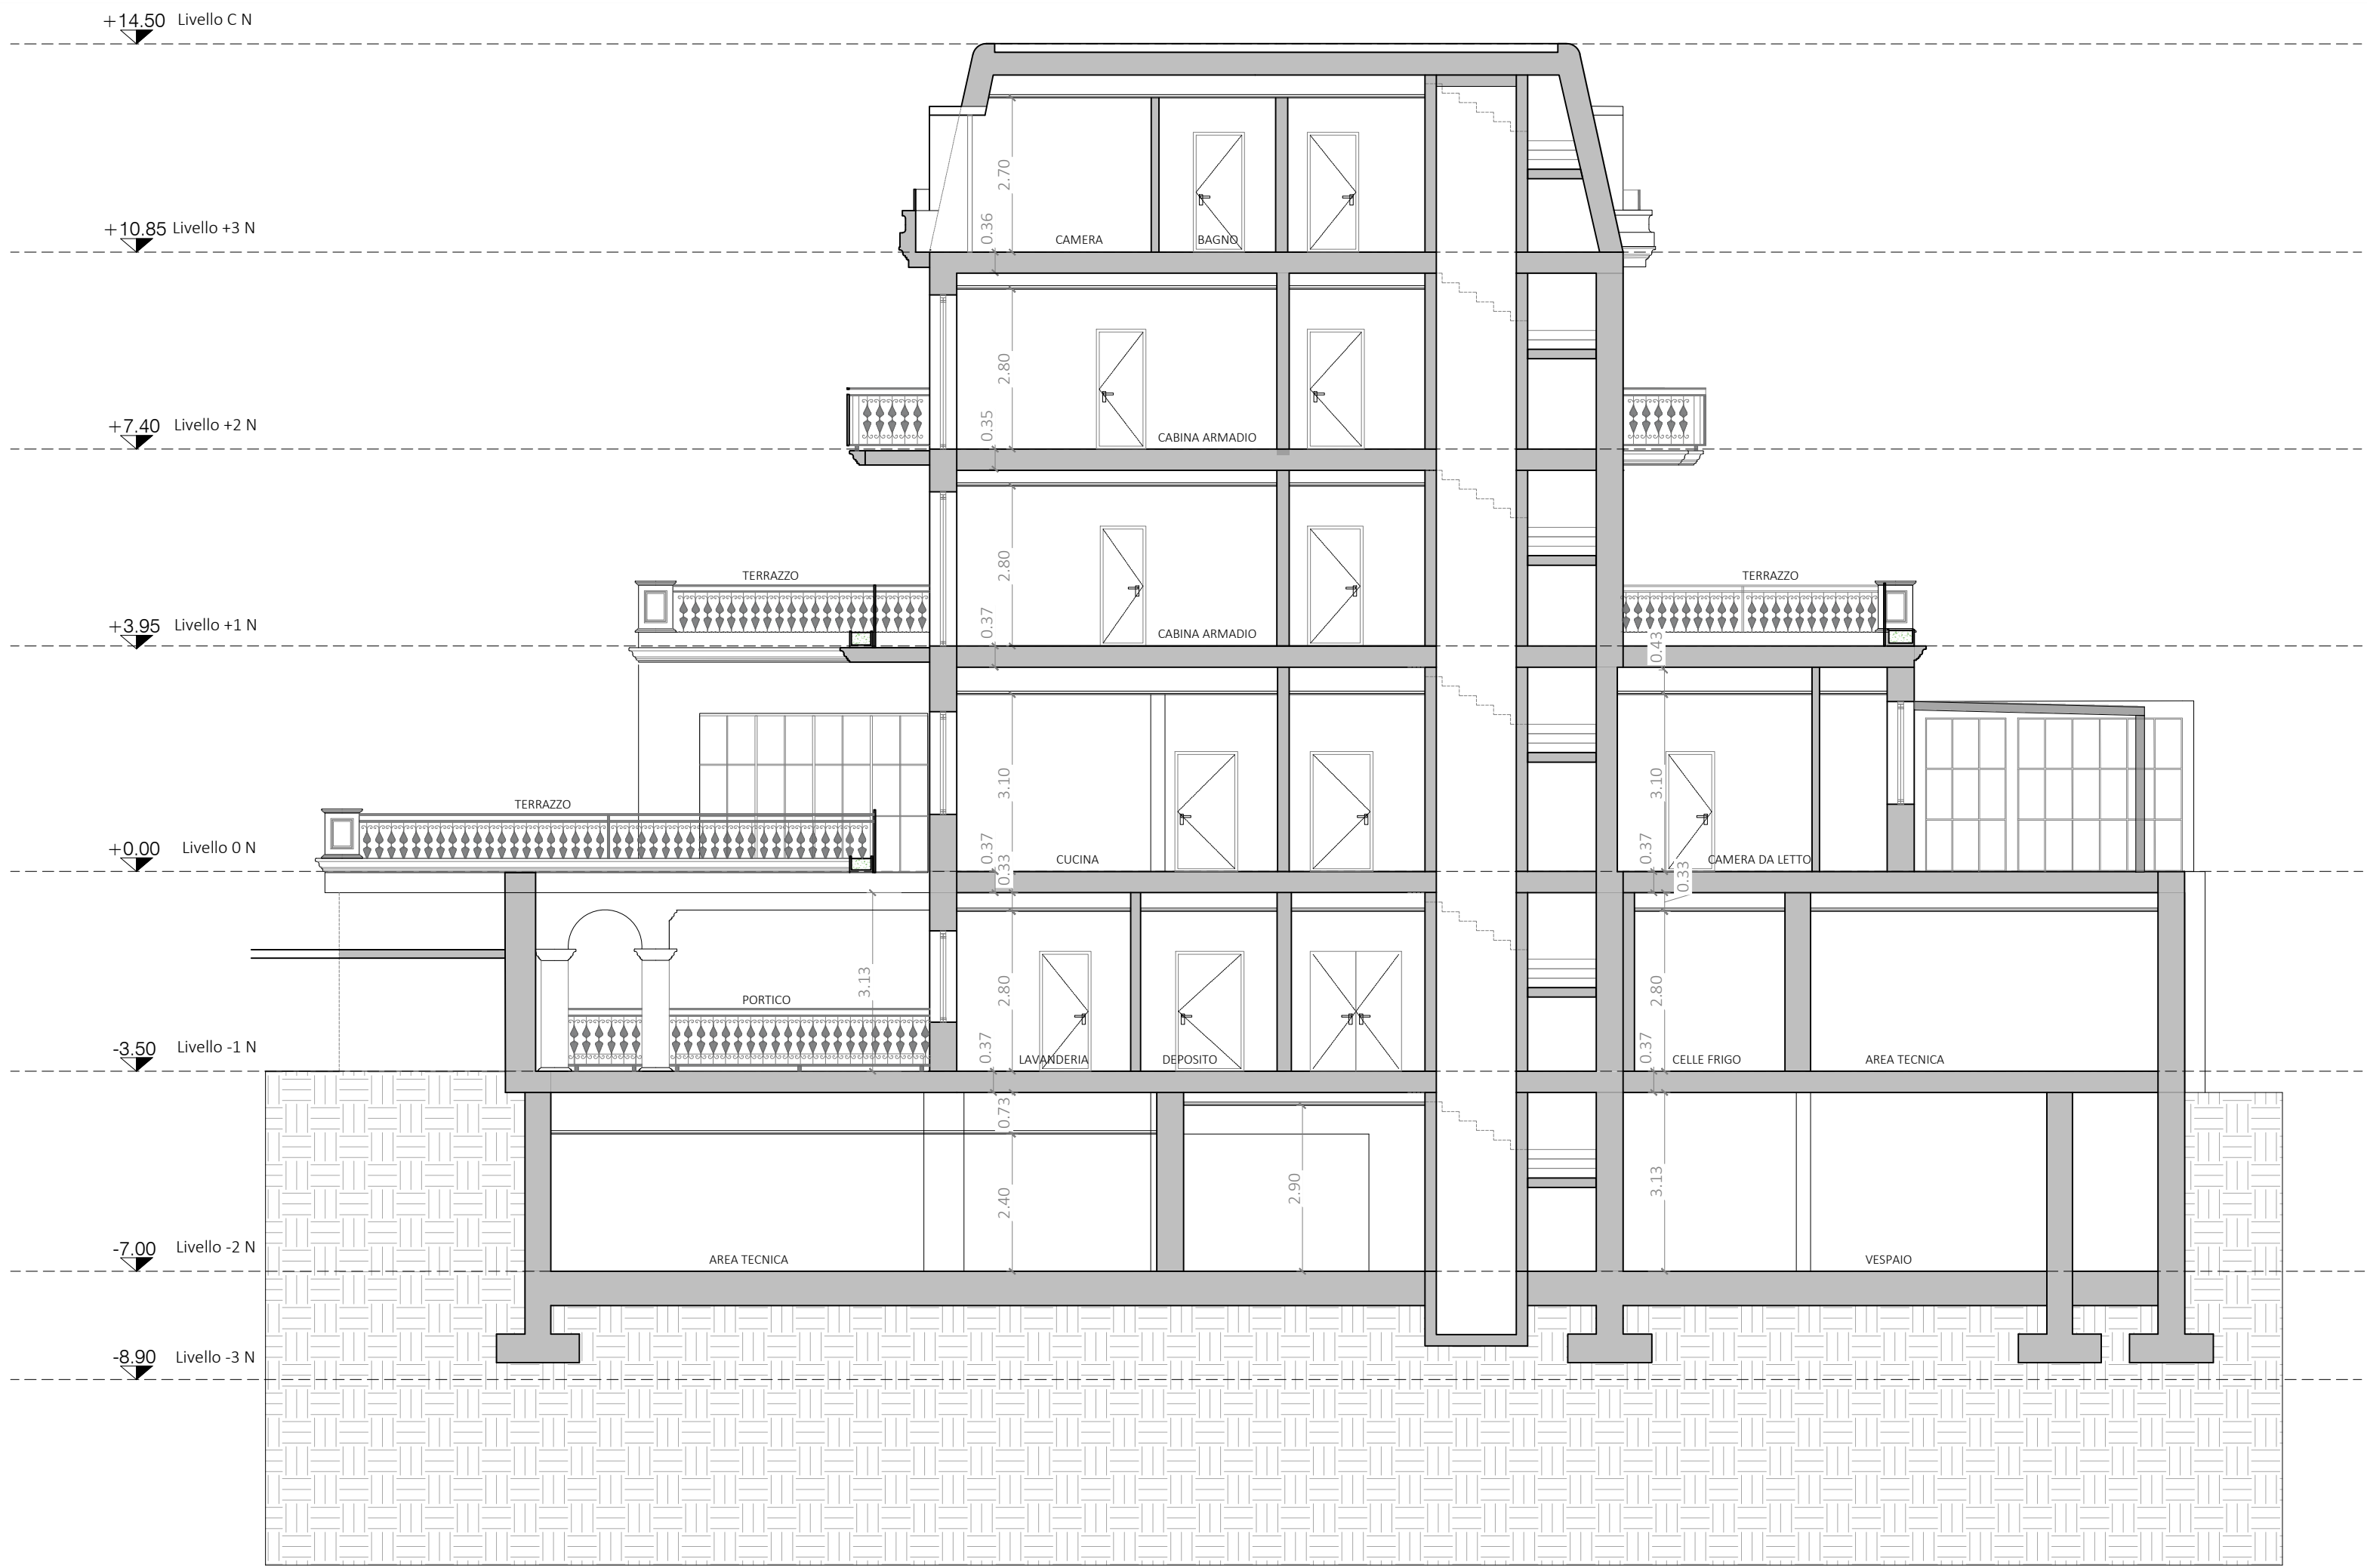 +14.50 Livello C N
2.70
0.36
CAMERA
BAGNO
+10.85 Livello +3 N
2.80
0.35
CABINA ARMADIO
+7.40 Livello +2 N
2.80
TERRAZZO
TERRAZZO
0.37
CABINA ARMADIO
0.43
+3.95 Livello +1 N
3.10
3.10
TERRAZZO
0.37
0.33
CUCINA
0.37
0.33
CAMERA DA LETTO
+0.00 Livello 0 N
3.13
2.80
2.80
PORTICO
0.37
LAVANDERIA
DEPOSITO
0.37
CELLE FRIGO
AREA TECNICA
-3.50 Livello -1 N
0.73
2.40
2.90
3.13
AREA TECNICA
VESPAIO
-7.00 Livello -2 N
-8.90 Livello -3 N